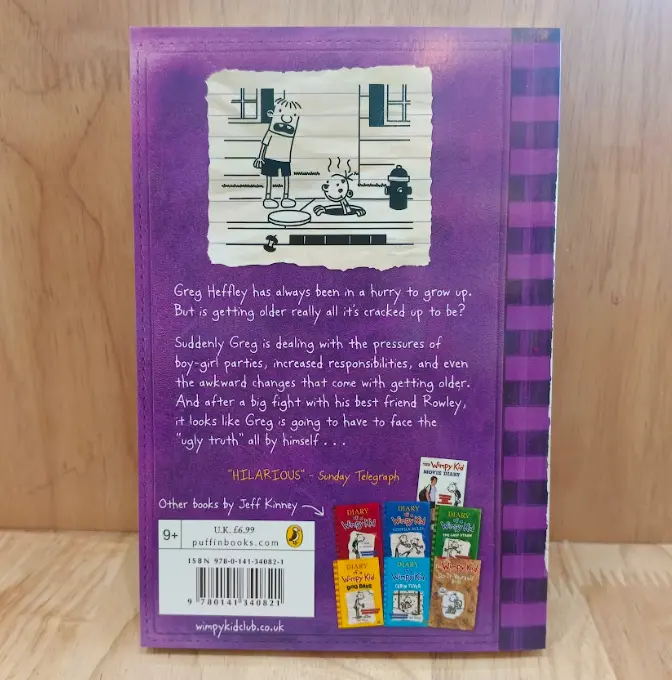 Greg Heffley has always been in a hurry to grow up.
But is getting older really all it's cracked up to be?
Suddenly Greg is dealing with the pressures of
boy-girl parties, increased responsibilities, and even
the awkward changes that come with getting older.
And after a big fight with his best friend Rowley,
it looks like Greg is going to have to face the
"ugly truth" all by himself . . .
"HILARIOUS" – Sunday Telegraph
Other books by Jeff Kinney
THE Wimpy Kid
MOVIE DIARY
DIARY of a Wimpy Kid
DIARY of a Wimpy Kid
RODRICK RULES
DIARY of a Wimpy Kid
THE LAST STRAW
DIARY of a Wimpy Kid
DOG DAYS
DIARY of a Wimpy Kid
CABIN FEVER
Wimpy Kid
Do-It-Yourself
9+
U.K. £6.99
puffinbooks.com
ISBN 978-0-141-34082-1
9 780141 340821
wimpykidclub.co.uk